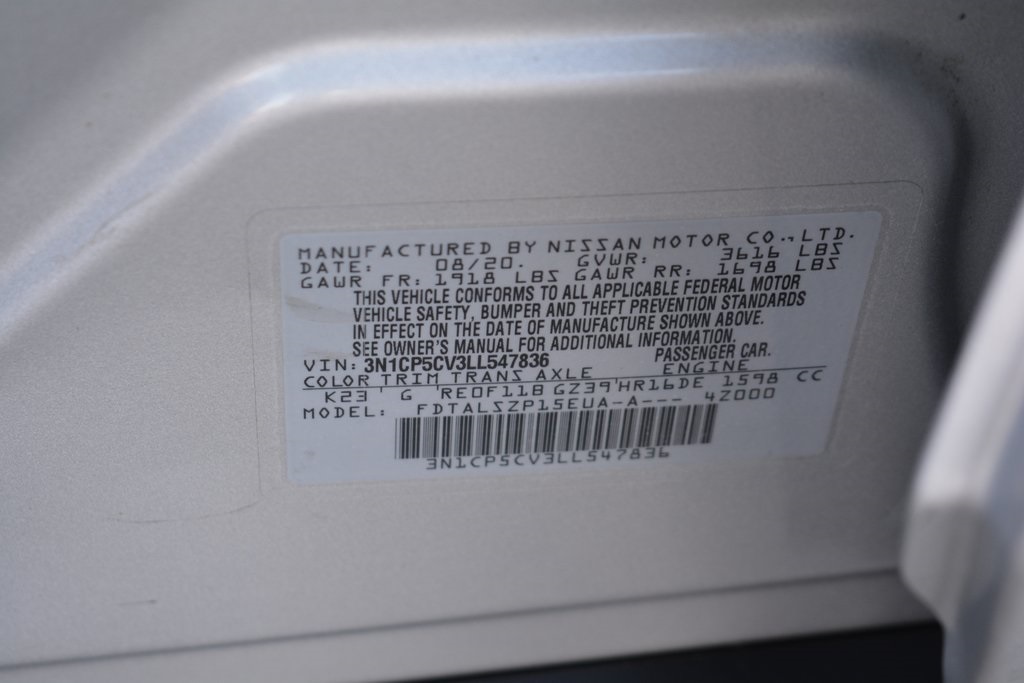 MANUFACTURED BY NISSAN MOTOR CO., LTD.
DATE: 08/20. GVWR: 3616 LBS
GAWR FR: 1918 LBS GAWR RR: 1698 LBS
THIS VEHICLE CONFORMS TO ALL APPLICABLE FEDERAL MOTOR
VEHICLE SAFETY, BUMPER AND THEFT PREVENTION STANDARDS
IN EFFECT ON THE DATE OF MANUFACTURE SHOWN ABOVE.
SEE OWNER'S MANUAL FOR ADDITIONAL INFORMATION.
VIN: 3N1CP5CV3LL547836 PASSENGER CAR.
COLOR TRIM TRANS AXLE ENGINE
K23 G RE0F11B GZ39 HR16DE 1598 CC
MODEL: FDTALSZP15EUA-A--- 4Z000
3N1CP5CV3LL547836